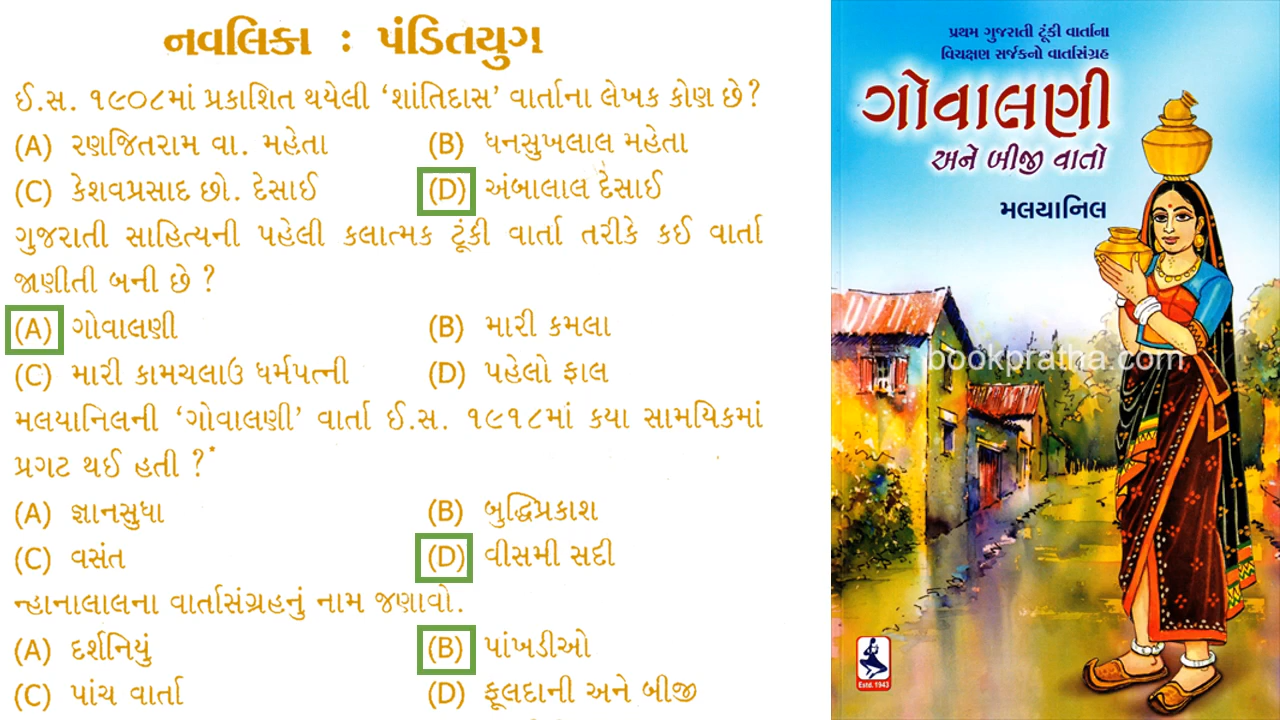 નવલિકા : પંડિતયુગ
ઈ.સ. ૧૯૦૮માં પ્રકાશિત થયેલી ‘શાંતિદાસ’ વાર્તાના લેખક કોણ છે?
(A) રણજિતરામ વા. મહેતા (B) ધનસુખલાલ મહેતા
(C) કેશવપ્રસાદ છો. દેસાઈ (D) અંબાલાલ દેસાઈ
ગુજરાતી સાહિત્યની પહેલી કલાત્મક ટૂંકી વાર્તા તરીકે કઈ વાર્તા
જાણીતી બની છે ?
(A) ગોવાલણી (B) મારી કમલા
(C) મારી કામચલાઉ ધર્મપત્ની (D) પહેલો ફાલ
મલયાનિલની ‘ગોવાલણી’ વાર્તા ઈ.સ. ૧૯૧૮માં કયા સામયિકમાં
પ્રગટ થઈ હતી ?*
(A) જ્ઞાનસુધા (B) બુદ્ધિપ્રકાશ
(C) વસંત (D) વીસમી સદી
ન્હાનાલાલના વાર્તાસંગ્રહનું નામ જણાવો.
(A) દર્શનિયું (B) પાંખડીઓ
(C) પાંચ વાર્તા (D) ફૂલદાની અને બીજી
પ્રથમ ગુજરાતી ટૂંકી વાર્તાના
વિચક્ષણ સર્જકનો વાર્તાસંગ્રહ
ગોવાલણી
અને બીજી વાતો
મલયાનિલ
bookpratha.com
Estd. 1943